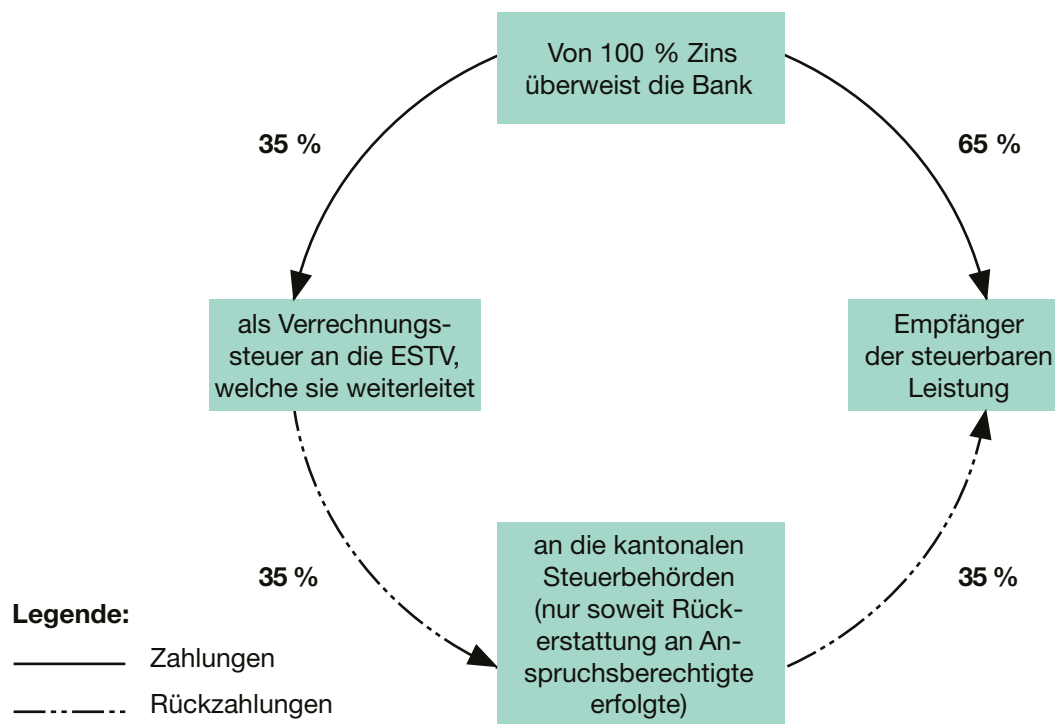 Von 100 % Zins
überweist die Bank
35 %
65 %
als Verrechnungs-
steuer an die ESTV,
welche sie weiterleitet
Empfänger
der steuerbaren
Leistung
an die kantonalen
Steuerbehörden
(nur soweit Rück-
erstattung an An-
spruchsberechtigte
erfolgte)
35 %
35 %
Legende:
Zahlungen
Rückzahlungen